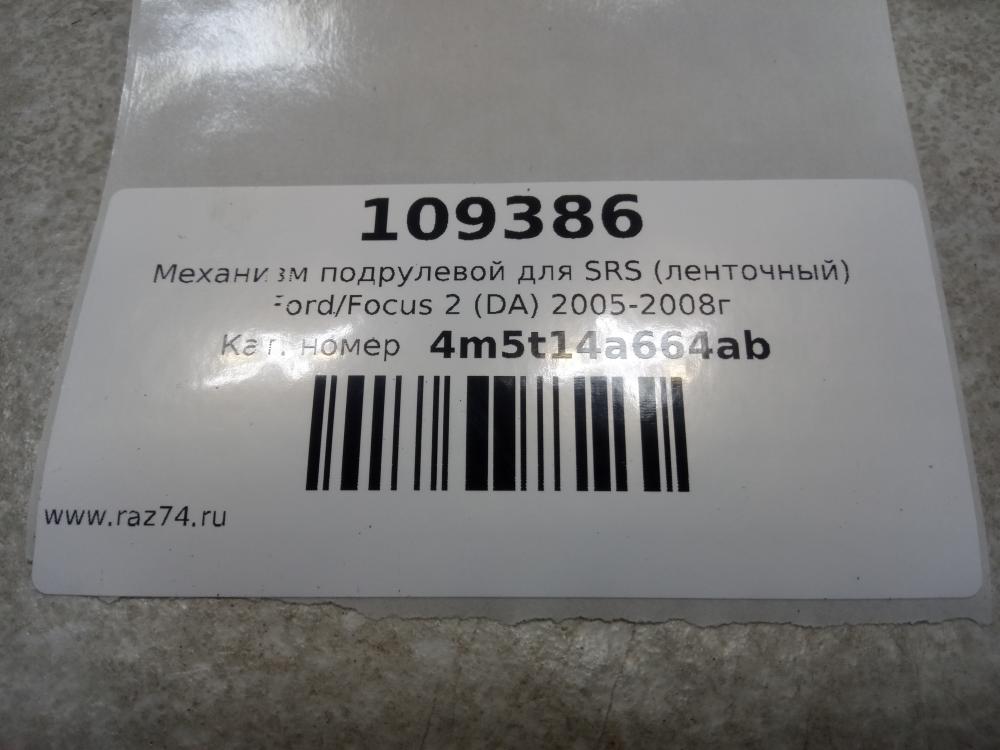 109386
Механизм подрулевой для SRS (ленточный)
Ford/Focus 2 (DA) 2005-2008г
Кат. номер 4m5t14a664ab
www.raz74.ru